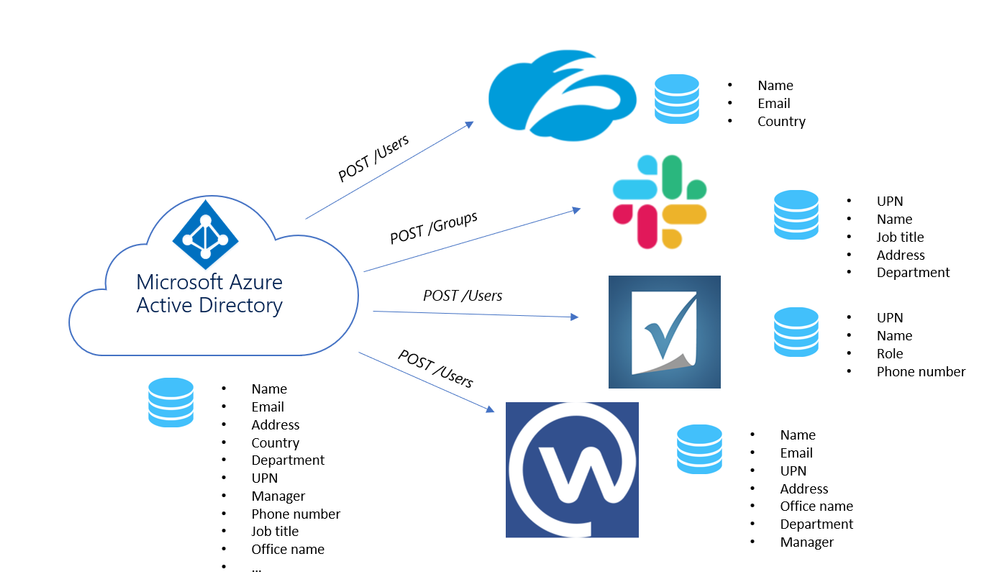 POST /Users
• Name
• Email
• Country
POST /Groups
• UPN
• Name
• Job title
• Address
• Department
Microsoft Azure
Active Directory
POST /Users
• UPN
• Name
• Role
• Phone number
POST /Users
W
• Name
• Email
• UPN
• Address
• Office name
• Department
• Manager
• Name
• Email
• Address
• Country
• Department
• UPN
• Manager
• Phone number
• Job title
• Office name
• ...